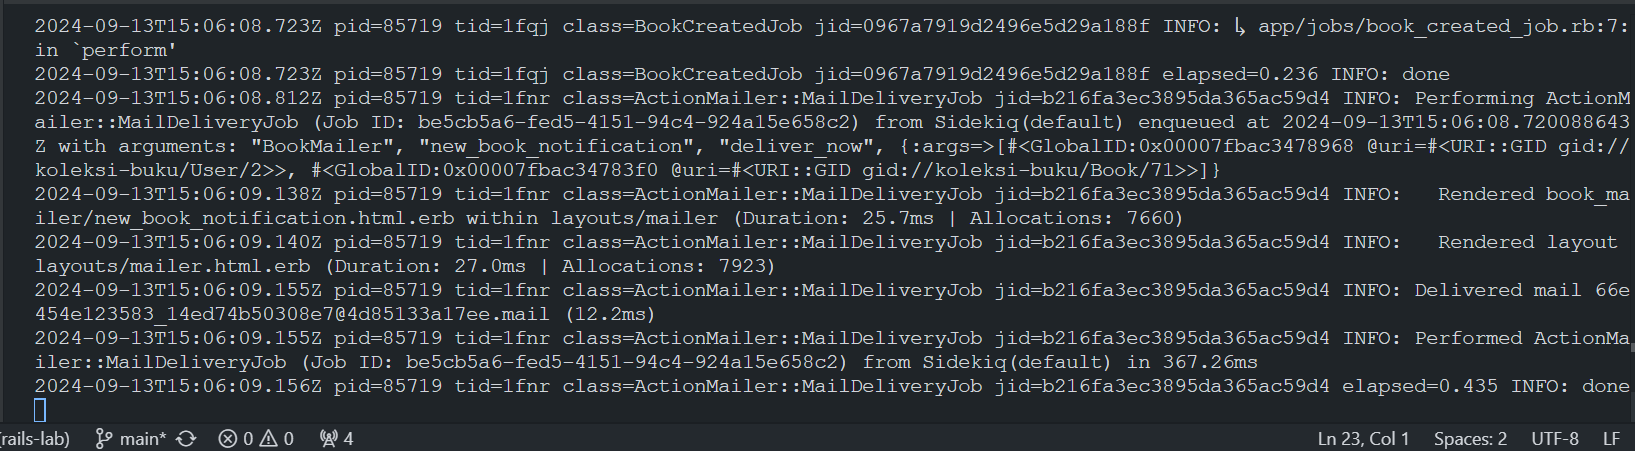 2024-09-13T15:06:08.723Z pid=85719 tid=1fqj class=BookCreatedJob jid=0967a7919d2496e5d29a188f INFO: ↳ app/jobs/book_created_job.rb:7:
in `perform'
2024-09-13T15:06:08.723Z pid=85719 tid=1fqj class=BookCreatedJob jid=0967a7919d2496e5d29a188f elapsed=0.236 INFO: done
2024-09-13T15:06:08.812Z pid=85719 tid=1fnr class=ActionMailer::MailDeliveryJob jid=b216fa3ec3895da365ac59d4 INFO: Performing ActionM
ailer::MailDeliveryJob (Job ID: be5cb5a6-fed5-4151-94c4-924a15e658c2) from Sidekiq(default) enqueued at 2024-09-13T15:06:08.720088643
Z with arguments: "BookMailer", "new_book_notification", "deliver_now", {:args=>[#<GlobalID:0x00007fbac3478968 @uri=#<URI::GID gid://
koleksi-buku/User/2>>, #<GlobalID:0x00007fbac34783f0 @uri=#<URI::GID gid://koleksi-buku/Book/71>>]}
2024-09-13T15:06:09.138Z pid=85719 tid=1fnr class=ActionMailer::MailDeliveryJob jid=b216fa3ec3895da365ac59d4 INFO:   Rendered book_ma
iler/new_book_notification.html.erb within layouts/mailer (Duration: 25.7ms | Allocations: 7660)
2024-09-13T15:06:09.140Z pid=85719 tid=1fnr class=ActionMailer::MailDeliveryJob jid=b216fa3ec3895da365ac59d4 INFO:   Rendered layout
layouts/mailer.html.erb (Duration: 27.0ms | Allocations: 7923)
2024-09-13T15:06:09.155Z pid=85719 tid=1fnr class=ActionMailer::MailDeliveryJob jid=b216fa3ec3895da365ac59d4 INFO: Delivered mail 66e
454e123583_14ed74b50308e7@4d85133a17ee.mail (12.2ms)
2024-09-13T15:06:09.155Z pid=85719 tid=1fnr class=ActionMailer::MailDeliveryJob jid=b216fa3ec3895da365ac59d4 INFO: Performed ActionMa
iler::MailDeliveryJob (Job ID: be5cb5a6-fed5-4151-94c4-924a15e658c2) from Sidekiq(default) in 367.26ms
2024-09-13T15:06:09.156Z pid=85719 tid=1fnr class=ActionMailer::MailDeliveryJob jid=b216fa3ec3895da365ac59d4 elapsed=0.435 INFO: done
rails-lab) main* 0 0 4 Ln 23, Col 1 Spaces: 2 UTF-8 LF